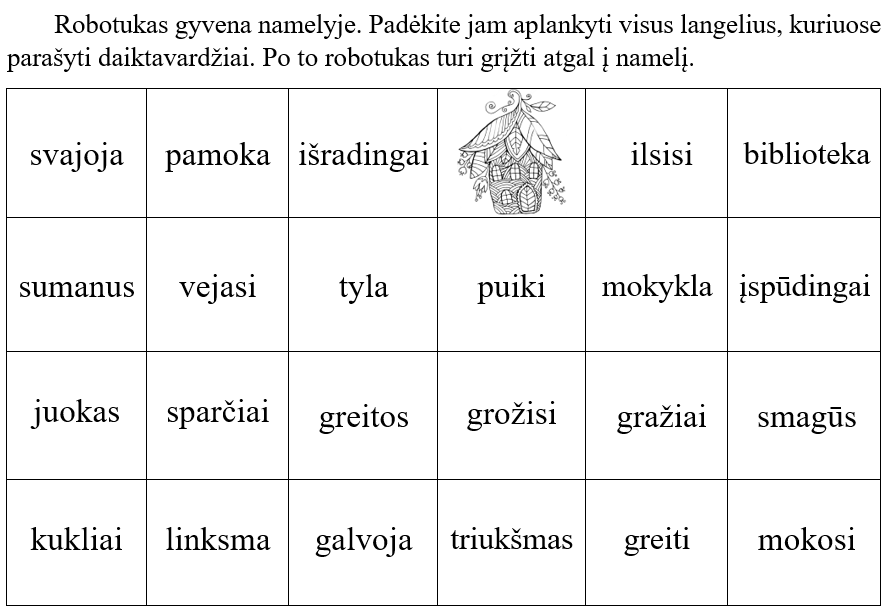 Robotukas gyvena namelyje. Padėkite jam aplankyti visus langelius, kuriuose
parašyti daiktavardžiai. Po to robotukas turi grįžti atgal į namelį.
svajoja pamoka išradingai ilsisi biblioteka
sumanus vejasi tyla puiki mokykla įspūdingai
juokas sparčiai greitos grožisi gražiai smagūs
kukliai linksma galvoja triukšmas greiti mokosi